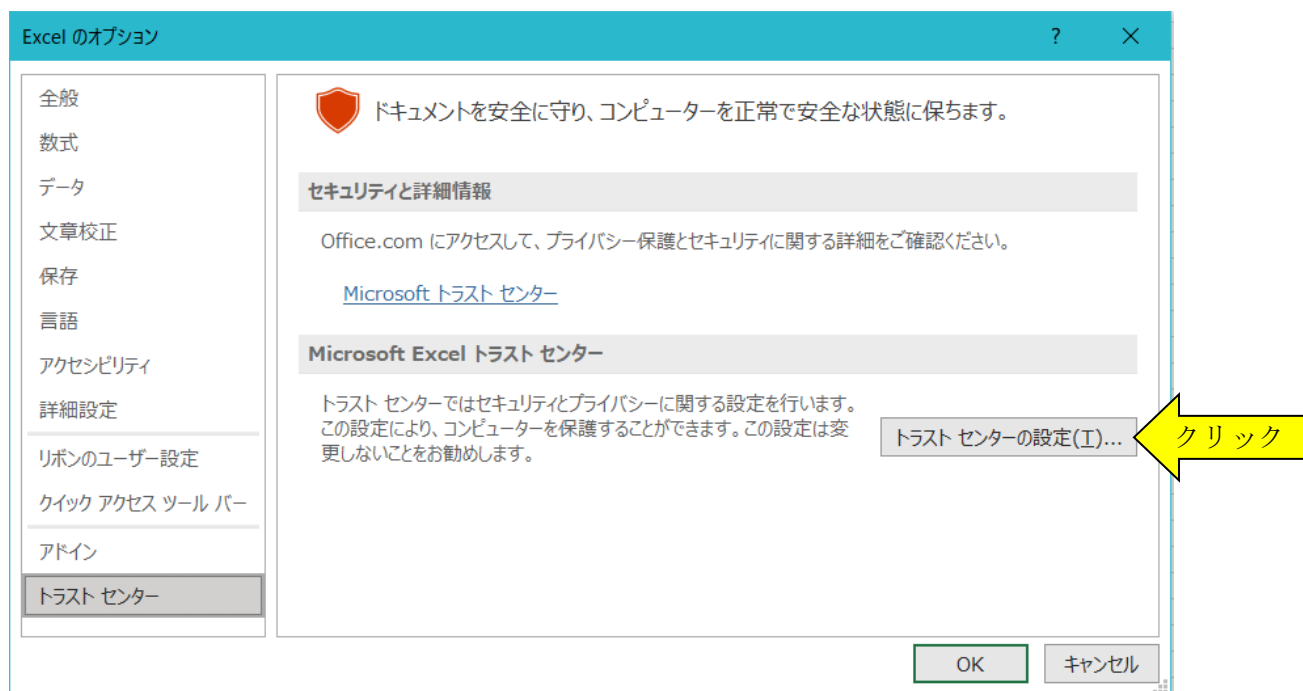 Excel のオプション
?
全般
数式
データ
文章校正
保存
言語
アクセシビリティ
詳細設定
リボンのユーザー設定
クイック アクセス ツール バー
アドイン
トラスト センター
ドキュメントを安全に守り、コンピューターを正常で安全な状態に保ちます。
セキュリティと詳細情報
Office.com にアクセスして、プライバシー保護とセキュリティに関する詳細をご確認ください。
Microsoft トラスト センター
Microsoft Excel トラスト センター
トラスト センターではセキュリティとプライバシーに関する設定を行います。
この設定により、コンピューターを保護することができます。この設定は変
更しないことをお勧めします。
トラスト センターの設定(T)...
クリック
OK
キャンセル